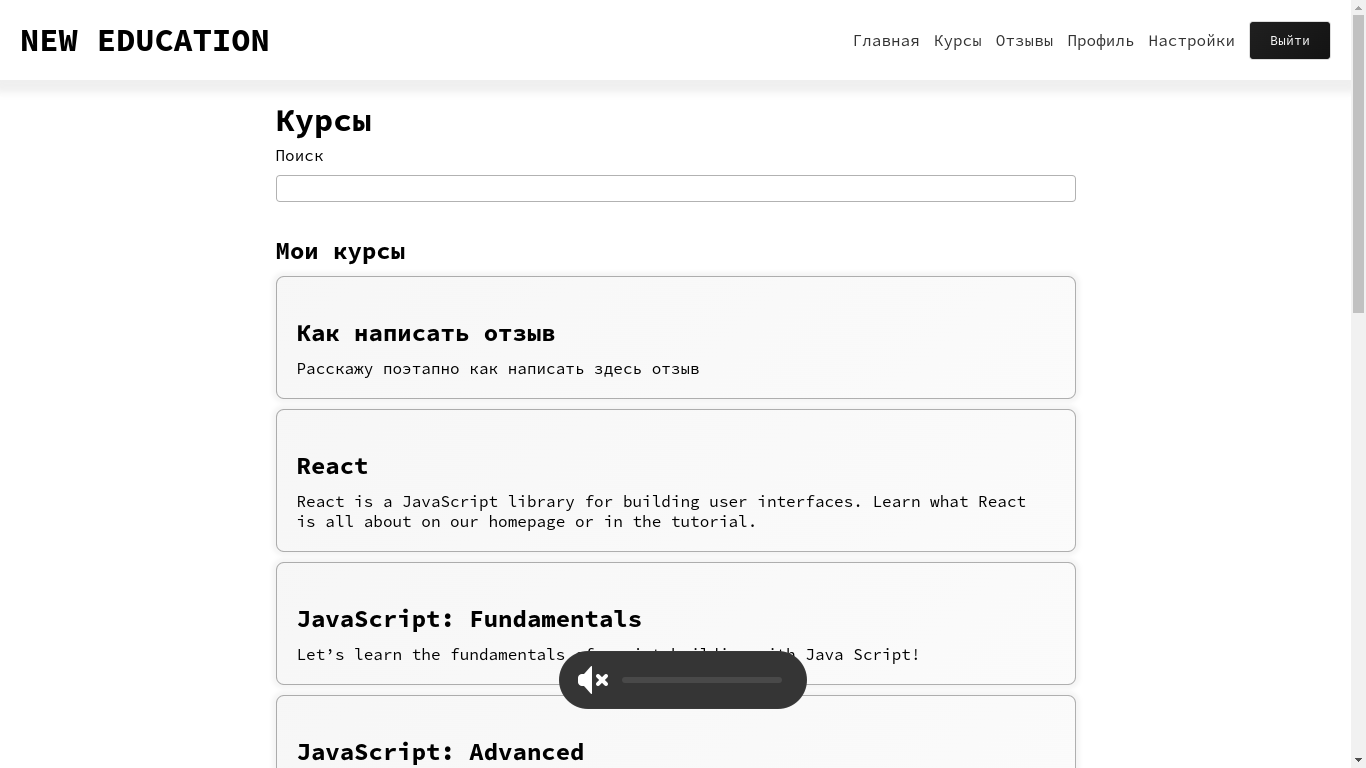 NEW EDUCATION
Главная Курсы Отзывы Профиль Настройки Выйти
Курсы
Поиск
Мои курсы
Как написать отзыв
Расскажу поэтапно как написать здесь отзыв
React
React is a JavaScript library for building user interfaces. Learn what React
is all about on our homepage or in the tutorial.
JavaScript: Fundamentals
Let’s learn the fundamentals Java Script!
JavaScript: Advanced